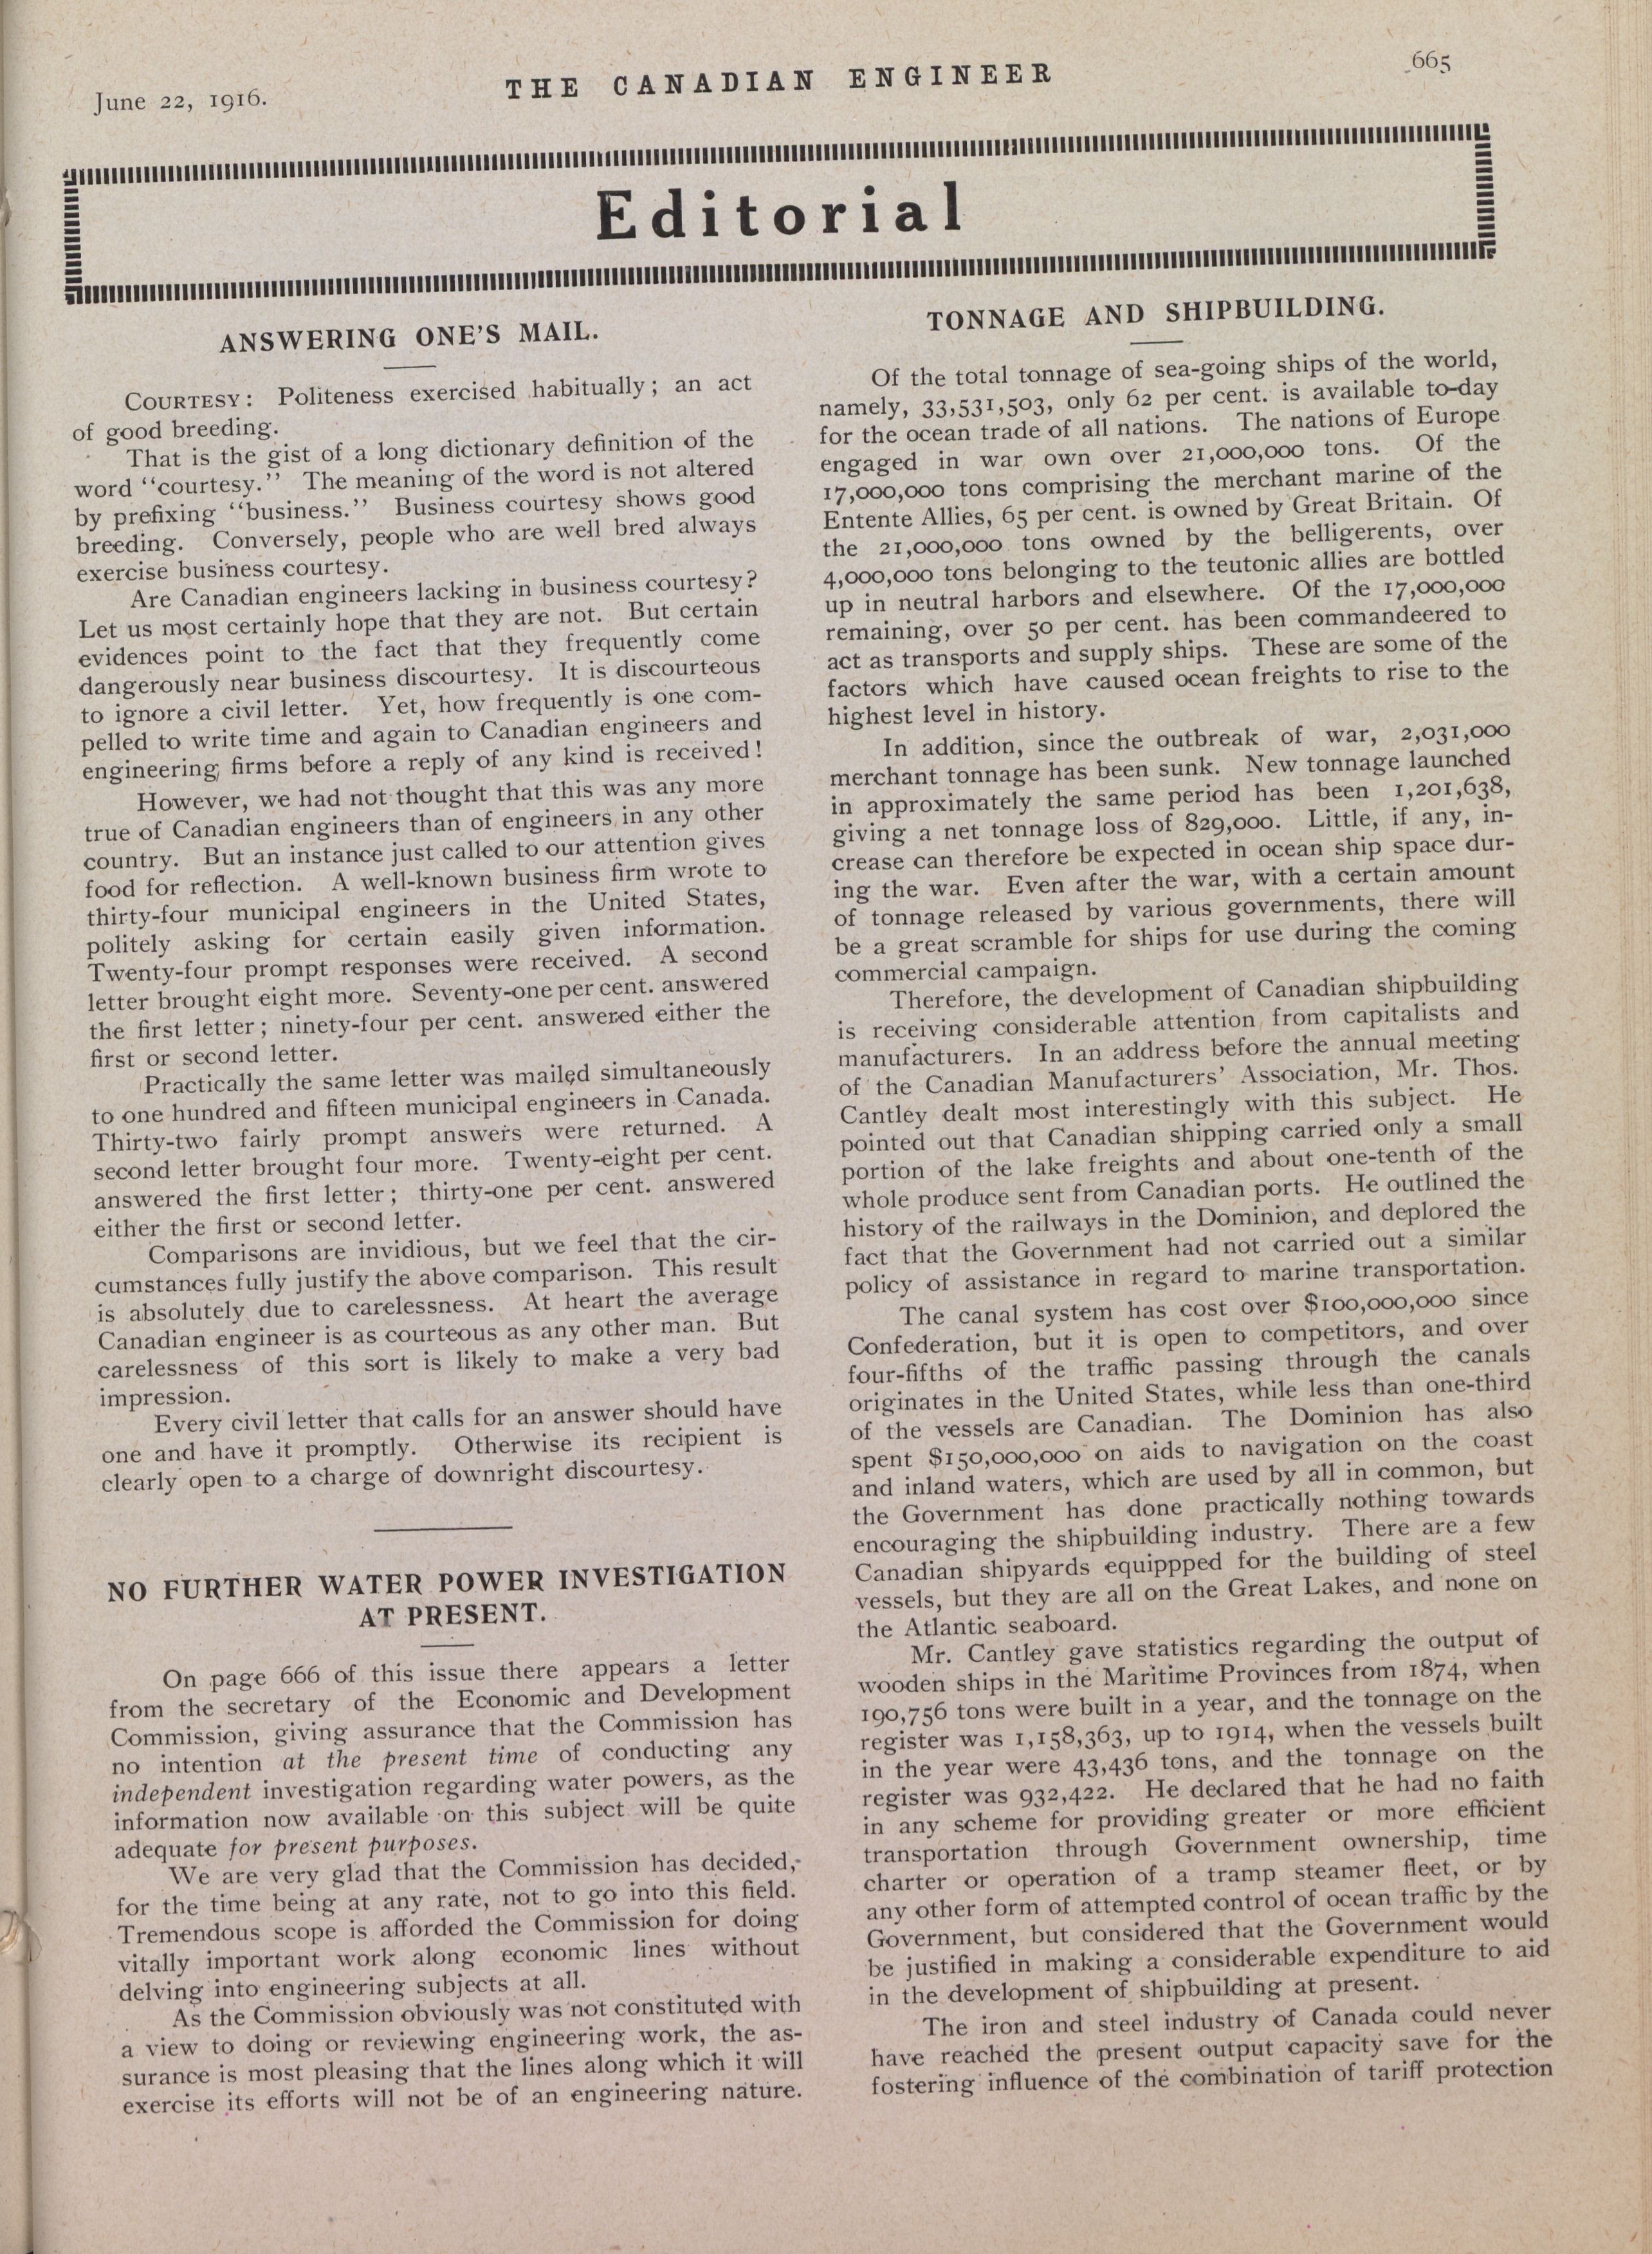 June 22, 1916.
THE CANADIAN ENGINEER
665
Editorial
ANSWERING ONE'S MAIL.
COURTESY: Politeness exercised habitually; an act
of good breeding.
That is the gist of a long dictionary definition of the
word "courtesy." The meaning of the word is not altered
by prefixing "business." Business courtesy shows good
breeding. Conversely, people who are well bred always
exercise business courtesy.
Are Canadian engineers lacking in business courtesy?
Let us most certainly hope that they are not. But certain
evidences point to the fact that they frequently come
dangerously near business discourtesy. It is discourteous
to ignore a civil letter. Yet, how frequently is one com-
pelled to write time and again to Canadian engineers and
engineering firms before a reply of any kind is received!
However, we had not thought that this was any more
true of Canadian engineers than of engineers in any other
country. But an instance just called to our attention gives
food for reflection. A well-known business firm wrote to
thirty-four municipal engineers in the United States,
politely asking for certain easily given information.
Twenty-four prompt responses were received. A second
letter brought eight more. Seventy-one per cent. answered
the first letter; ninety-four per cent. answered either the
first or second letter.
Practically the same letter was mailed simultaneously
to one hundred and fifteen municipal engineers in Canada.
Thirty-two fairly prompt answers were returned. A
second letter brought four more. Twenty-eight per cent.
answered the first letter; thirty-one per cent. answered
either the first or second letter.
Comparisons are invidious, but we feel that the cir-
cumstances fully justify the above comparison. This result
is absolutely due to carelessness. At heart the average
Canadian engineer is as courteous as any other man. But
carelessness of this sort is likely to make a very bad
impression.
Every civil letter that calls for an answer should have
one and have it promptly. Otherwise its recipient is
clearly open to a charge of downright discourtesy.
NO FURTHER WATER POWER INVESTIGATION
AT PRESENT.
On page 666 of this issue there appears a letter
from the secretary of the Economic and Development
Commission, giving assurance that the Commission has
no intention at the present time of conducting any
independent investigation regarding water powers, as the
information now available on this subject will be quite
adequate for present purposes.
We are very glad that the Commission has decided,
for the time being at any rate, not to go into this field.
Tremendous scope is afforded the Commission for doing
vitally important work along economic lines without
delving into engineering subjects at all.
As the Commission obviously was not constituted with
a view to doing or reviewing engineering work, the as-
surance is most pleasing that the lines along which it will
exercise its efforts will not be of an engineering nature.
TONNAGE AND SHIPBUILDING.
Of the total tonnage of sea-going ships of the world,
namely, 33,531,503, only 62 per cent. is available to-day
for the ocean trade of all nations. The nations of Europe
engaged in war own over 21,000,000 tons. Of the
17,000,000 tons comprising the merchant marine of the
Entente Allies, 65 per cent. is owned by Great Britain. Of
the 21,000,000 tons owned by the belligerents, over
4,000,000 tons belonging to the teutonic allies are bottled
up in neutral harbors and elsewhere. Of the 17,000,000
remaining, over 50 per cent. has been commandeered to
act as transports and supply ships. These are some of the
factors which have caused ocean freights to rise to the
highest level in history.
In addition, since the outbreak of war, 2,031,000
merchant tonnage has been sunk. New tonnage launched
in approximately the same period has been 1,201,638,
giving a net tonnage loss of 829,000. Little, if any, in-
crease can therefore be expected in ocean ship space dur-
ing the war. Even after the war, with a certain amount
of tonnage released by various governments, there will
be a great scramble for ships for use during the coming
commercial campaign.
Therefore, the development of Canadian shipbuilding
is receiving considerable attention from capitalists and
manufacturers. In an address before the annual meeting
of the Canadian Manufacturers' Association, Mr. Thos.
Cantley dealt most interestingly with this subject. He
pointed out that Canadian shipping carried only a small
portion of the lake freights and about one-tenth of the
whole produce sent from Canadian ports. He outlined the
history of the railways in the Dominion, and deplored the
fact that the Government had not carried out a similar
policy of assistance in regard to marine transportation.
The canal system has cost over $100,000,000 since
Confederation, but it is open to competitors, and over
four-fifths of the traffic passing through the canals
originates in the United States, while less than one-third
of the vessels are Canadian. The Dominion has also
spent $150,000,000 on aids to navigation on the coast
and inland waters, which are used by all in common, but
the Government has done practically nothing towards
encouraging the shipbuilding industry. There are a few
Canadian shipyards equippped for the building of steel
vessels, but they are all on the Great Lakes, and none on
the Atlantic seaboard.
Mr. Cantley gave statistics regarding the output of
wooden ships in the Maritime Provinces from 1874, when
190,756 tons were built in a year, and the tonnage on the
register was 1,158,363, up to 1914, when the vessels built
in the year were 43,436 tons, and the tonnage on the
register was 932,422. He declared that he had no faith
in any scheme for providing greater or more efficient
transportation through Government ownership, time
charter or operation of a tramp steamer fleet, or by
any other form of attempted control of ocean traffic by the
Government, but considered that the Government would
be justified in making a considerable expenditure to aid
in the development of shipbuilding at present.
The iron and steel industry of Canada could never
have reached the present output capacity save for the
fostering influence of the combination of tariff protection